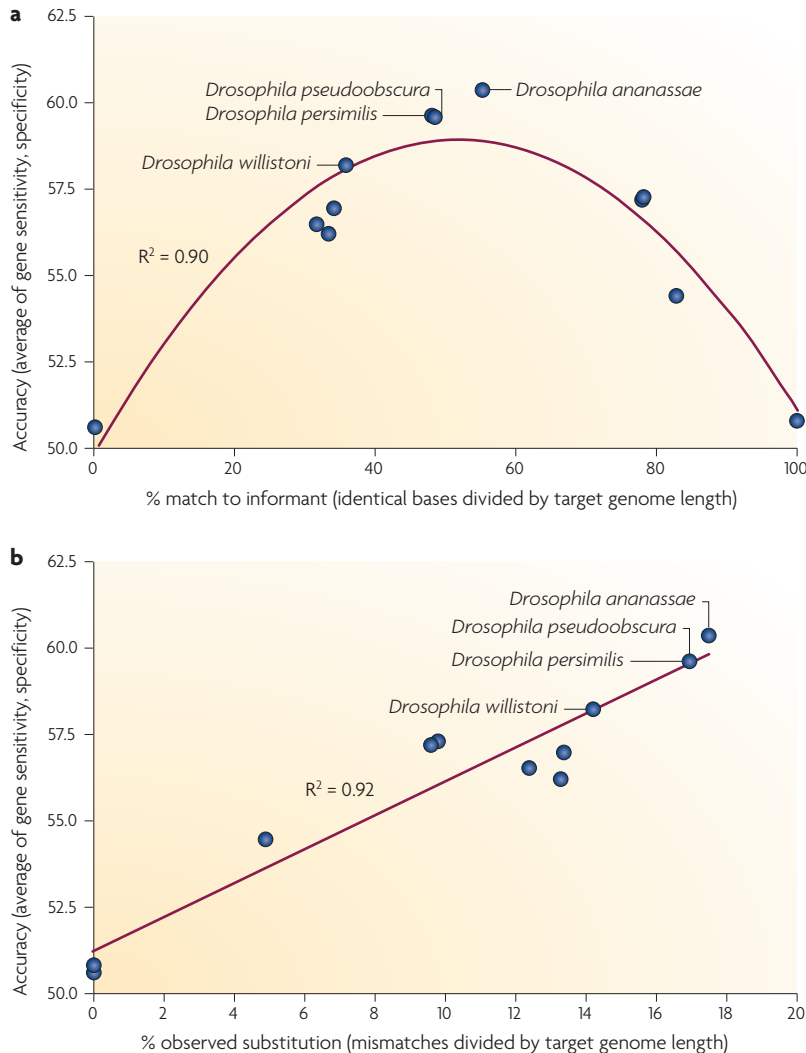 a
Accuracy (average of gene sensitivity, specificity)
62.5
60.0
57.5
55.0
52.5
50.0
Drosophila pseudoobscura
Drosophila ananassae
Drosophila persimilis
Drosophila willistoni
R² = 0.90
0 20 40 60 80 100
% match to informant (identical bases divided by target genome length)
b
Accuracy (average of gene sensitivity, specificity)
62.5
60.0
57.5
55.0
52.5
50.0
Drosophila ananassae
Drosophila pseudoobscura
Drosophila persimilis
Drosophila willistoni
R² = 0.92
0 2 4 6 8 10 12 14 16 18 20
% observed substitution (mismatches divided by target genome length)